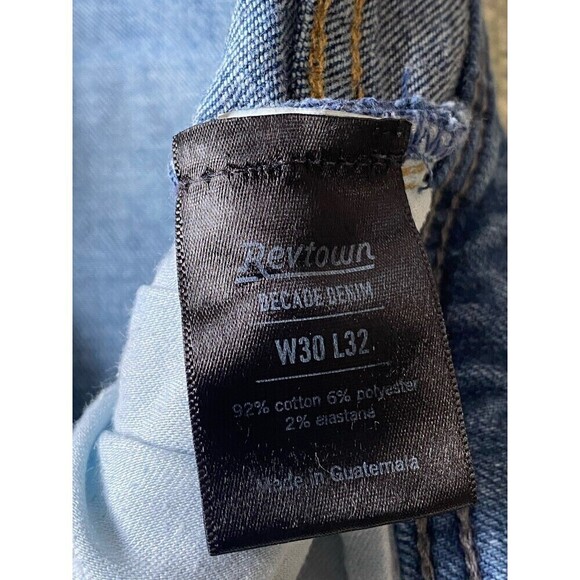 Revtown
DECADE DENIM
W30 L32
92% cotton 6% polyester
2% elastane
Made in Guatemala